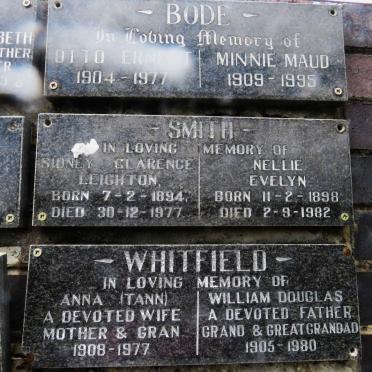 BETH
- BODE -
In Loving Memory of
OTTO ERNEST
1904-1977
MINNIE MAUD
1909-1995
- SMITH -
IN LOVING MEMORY OF
SIDNEY CLARENCE
LEIGHTON,
BORN 7-2-1894
DIED 30-12-1977
NELLIE
EVELYN
BORN 11-2-1898
DIED 2-9-1982
- WHITFIELD -
IN LOVING MEMORY OF
ANNA (TANN)
A DEVOTED WIFE
MOTHER & GRAN
1908-1977
WILLIAM DOUGLAS
A DEVOTED FATHER
GRAND & GREATGRANDAD
1905-1980